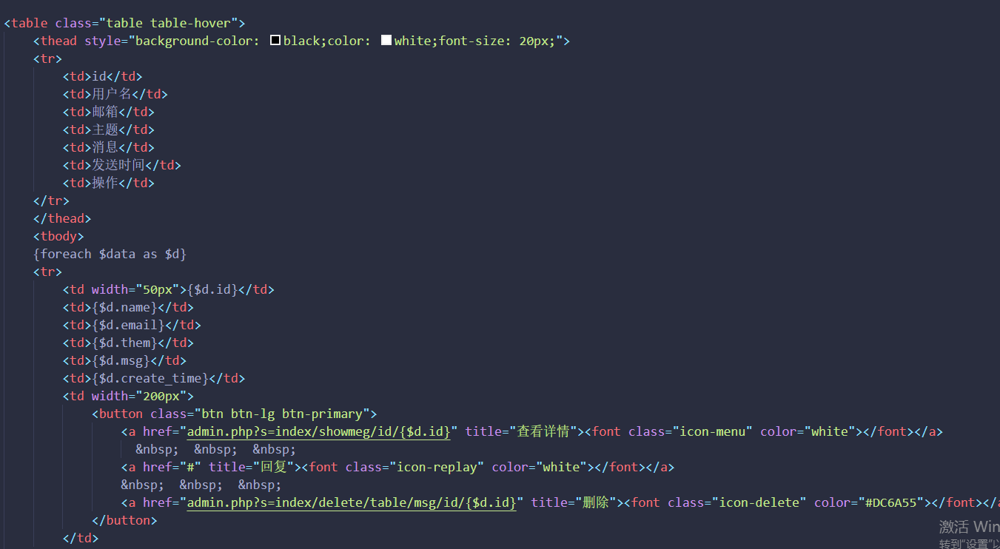 <table class="table table-hover">
<thead style="background-color: black;color: white;font-size: 20px;">
<tr>
<td>id</td>
<td>用户名</td>
<td>邮箱</td>
<td>主题</td>
<td>消息</td>
<td>发送时间</td>
<td>操作</td>
</tr>
</thead>
<tbody>
{foreach $data as $d}
<tr>
<td width="50px">{$d.id}</td>
<td>{$d.name}</td>
<td>{$d.email}</td>
<td>{$d.them}</td>
<td>{$d.msg}</td>
<td>{$d.create_time}</td>
<td width="200px">
<button class="btn btn-lg btn-primary">
<a href="admin.php?s=index/showmeg/id/{$d.id}" title="查看详情"><font class="icon-menu" color="white"></font></a>
&nbsp;  &nbsp;  &nbsp;
<a href="#" title="回复"><font class="icon-replay" color="white"></font></a>
&nbsp;  &nbsp;  &nbsp;
<a href="admin.php?s=index/delete/table/msg/id/{$d.id}" title="删除"><font class="icon-delete" color="#DC6A55"></font></a
</button>
</td>
激活 Win
转到"设置"以